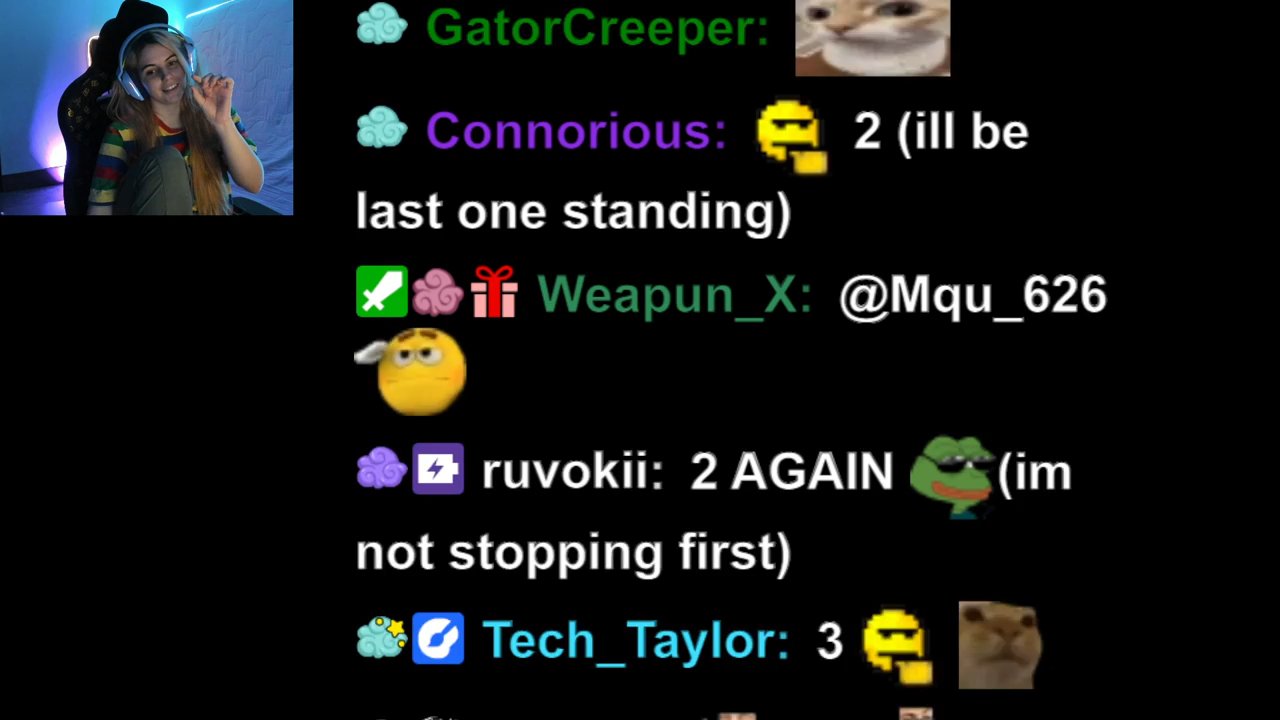 GatorCreeper:
Connorious: 2 (ill be
last one standing)
Weapun_X: @Mqu_626
ruvokii: 2 AGAIN (im
not stopping first)
Tech_Taylor: 3